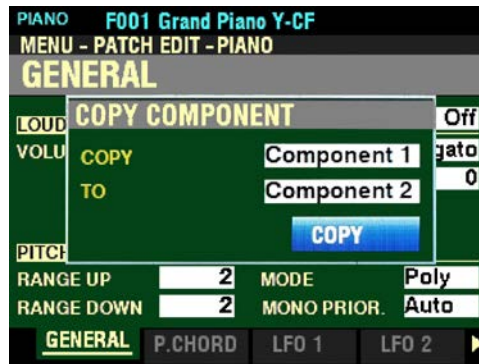 PIANO F001 Grand Piano Y-CF
MENU - PATCH EDIT - PIANO
GENERAL
COPY COMPONENT
LOUD Off
VOLU COPY Component 1 gato
TO Component 2 0
COPY
PITCH
RANGE UP 2 MODE Poly
RANGE DOWN 2 MONO PRIOR. Auto
GENERAL P.CHORD LFO 1 LFO 2